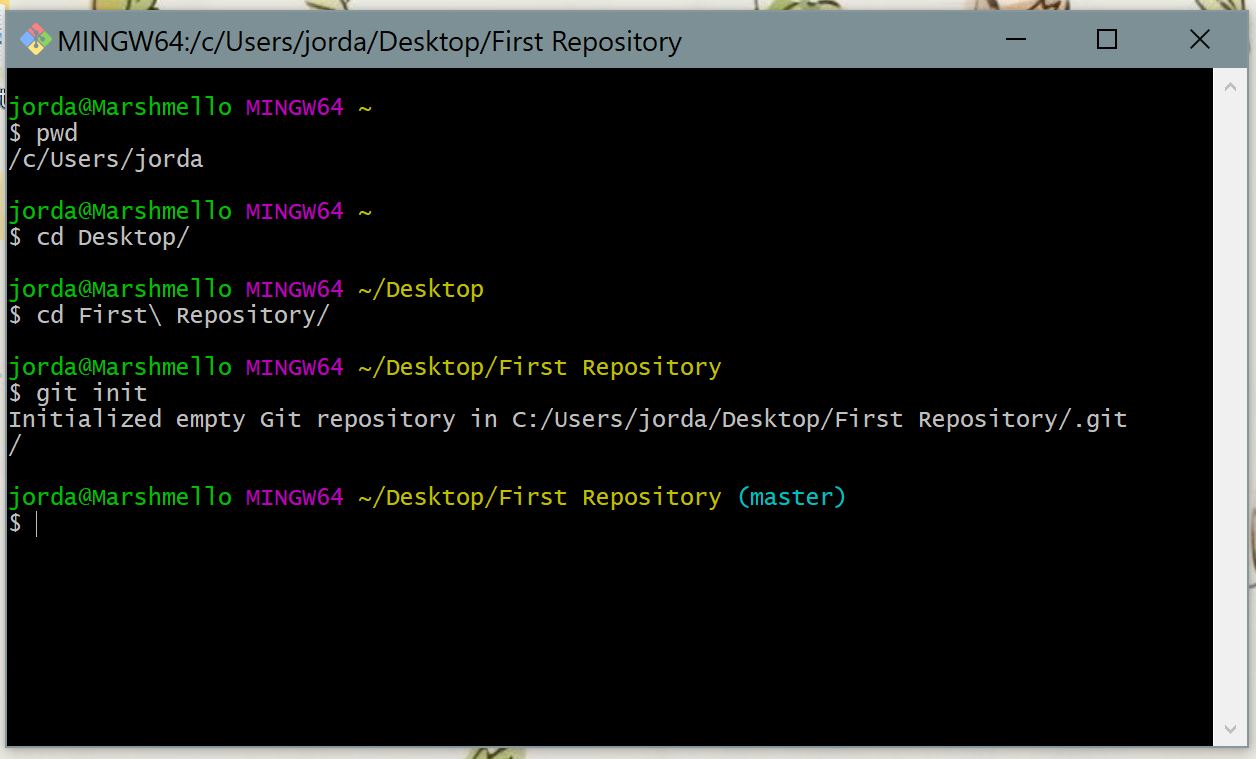 MINGW64:/c/Users/jorda/Desktop/First Repository
jorda@Marshmello MINGW64 ~
$ pwd
/c/Users/jorda
jorda@Marshmello MINGW64 ~
$ cd Desktop/
jorda@Marshmello MINGW64 ~/Desktop
$ cd First\ Repository/
jorda@Marshmello MINGW64 ~/Desktop/First Repository
$ git init
Initialized empty Git repository in C:/Users/jorda/Desktop/First Repository/.git
/
jorda@Marshmello MINGW64 ~/Desktop/First Repository (master)
$